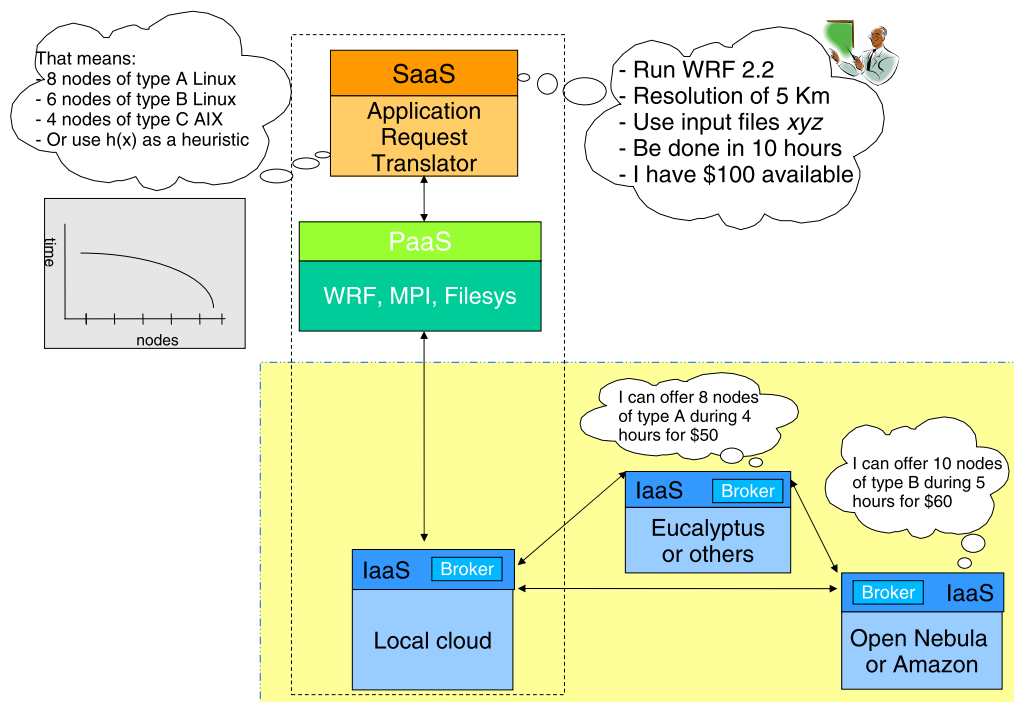 That means:
- 8 nodes of type A Linux
- 6 nodes of type B Linux
- 4 nodes of type C AIX
- Or use h(x) as a heuristic
SaaS
Application
Request
Translator
- Run WRF 2.2
- Resolution of 5 Km
- Use input files xyz
- Be done in 10 hours
- I have $100 available
time
nodes
PaaS
WRF, MPI, Filesys
I can offer 8 nodes
of type A during 4
hours for $50
I can offer 10 nodes
of type B during 5
hours for $60
IaaS Broker
Eucalyptus
or others
IaaS Broker
Local cloud
Broker IaaS
Open Nebula
or Amazon